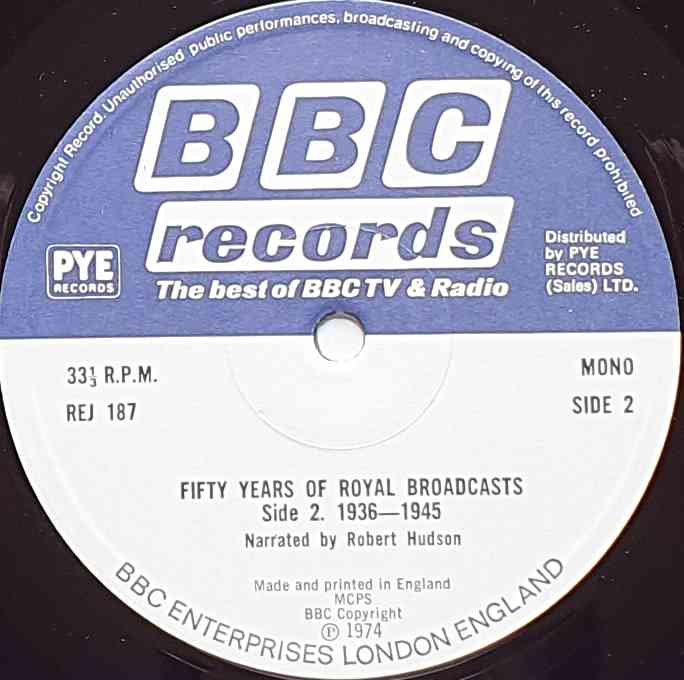 Copyright Record. Unauthorised public performances, broadcasting and copying of this record prohibited
BBC
records
The best of BBC TV & Radio
PYE
RECORDS
Distributed
by PYE
RECORDS
(Sales) LTD.
33⅓ R.P.M.
REJ 187
MONO
SIDE 2
FIFTY YEARS OF ROYAL BROADCASTS
Side 2. 1936—1945
Narrated by Robert Hudson
Made and printed in England
MCPS
BBC Copyright
℗ 1974
BBC ENTERPRISES LONDON ENGLAND